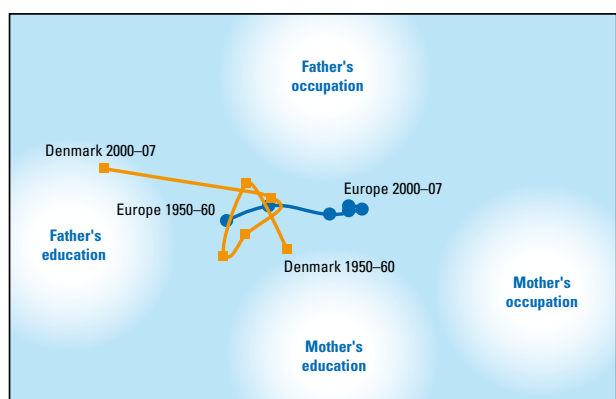 Father's
occupation
Denmark 2000–07
Europe 2000–07
Europe 1950–60
Father's
education
Denmark 1950–60
Mother's
occupation
Mother's
education